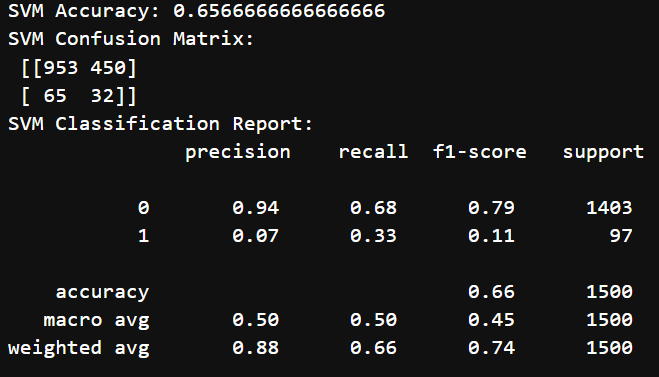 SVM Accuracy: 0.6566666666666666
SVM Confusion Matrix:
[[953 450]
[ 65 32]]
SVM Classification Report:
precision recall f1-score support
0 0.94 0.68 0.79 1403
1 0.07 0.33 0.11 97
accuracy 0.66 1500
macro avg 0.50 0.50 0.45 1500
weighted avg 0.88 0.66 0.74 1500